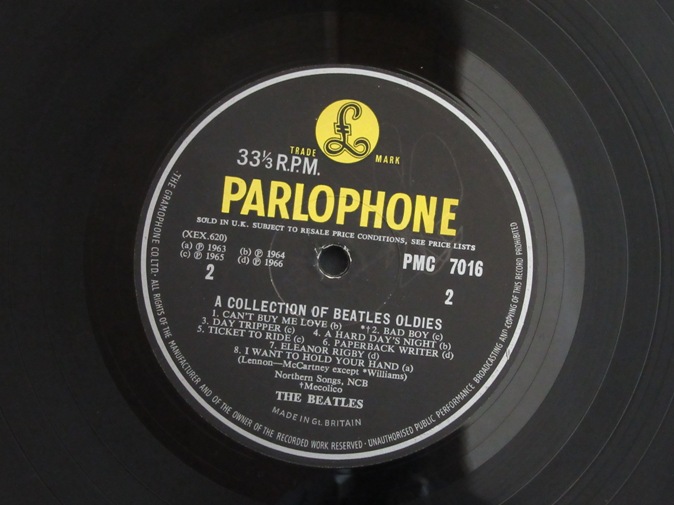 TRADE MARK
33⅓ R.P.M.
PARLOPHONE
SOLD IN U.K. SUBJECT TO RESALE PRICE CONDITIONS, SEE PRICE LISTS
(XEX.620)
(a) ℗ 1963 (b) ℗ 1964
(c) ℗ 1965 (d) ℗ 1966
2
PMC 7016
2
A COLLECTION OF BEATLES OLDIES
1. CAN'T BUY ME LOVE (b) *†2. BAD BOY (c)
3. DAY TRIPPER (c) 4. A HARD DAY'S NIGHT (b)
5. TICKET TO RIDE (c) 6. PAPERBACK WRITER (d)
7. ELEANOR RIGBY (d)
8. I WANT TO HOLD YOUR HAND (a)
(Lennon—McCartney except *Williams)
Northern Songs, NCB
†Mecolico
THE BEATLES
MADE IN Gt. BRITAIN
THE GRAMOPHONE CO. LTD. · ALL RIGHTS OF THE MANUFACTURER AND OF THE OWNER OF THE RECORDED WORK RESERVED · UNAUTHORISED PUBLIC PERFORMANCE BROADCASTING AND COPYING OF THIS RECORD PROHIBITED